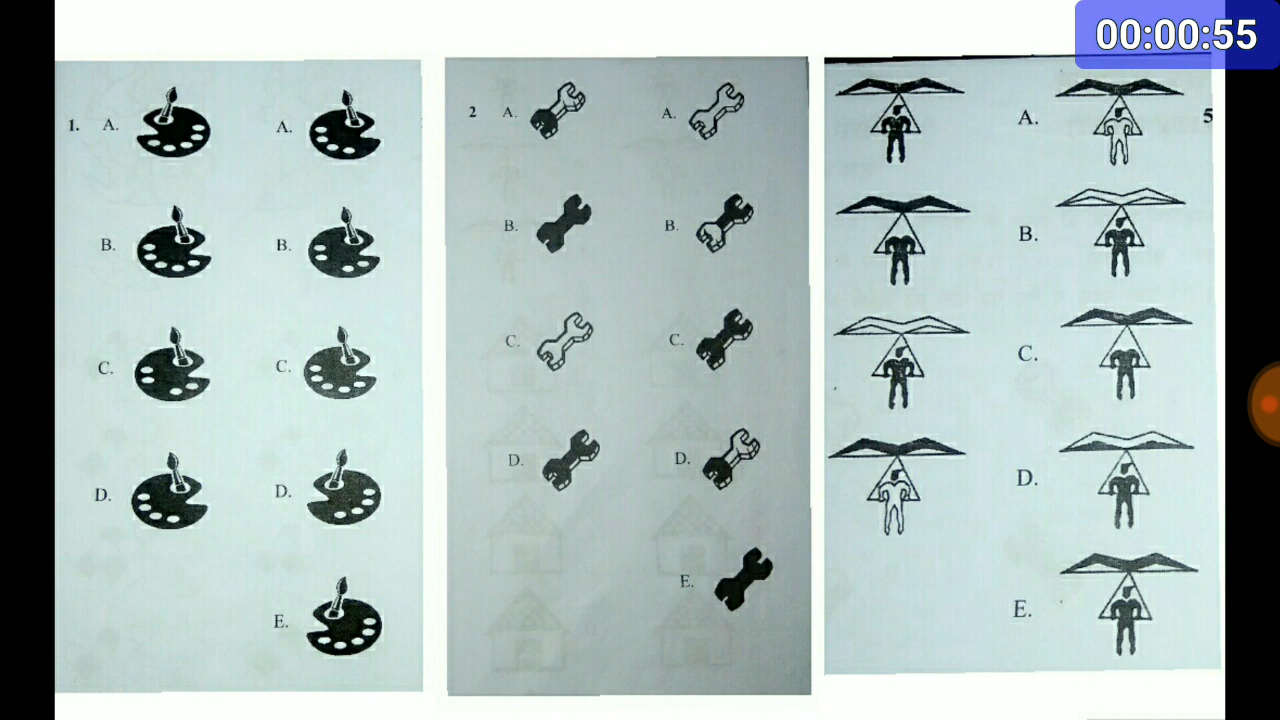 00:00:55
1. A. A.
B. B.
C. C.
D. D.
E.
2 A. A.
B. B.
C. C.
D. D.
E.
A. 5
B.
C.
D.
E.